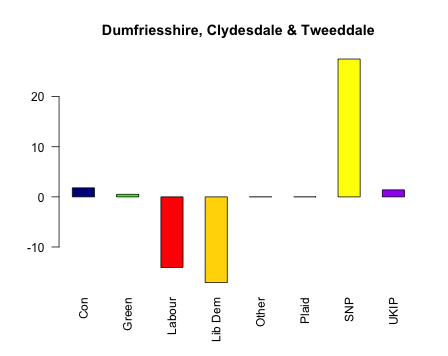 Dumfriesshire, Clydesdale & Tweeddale
20
10
0
-10
Con
Green
Labour
Lib Dem
Other
Plaid
SNP
UKIP